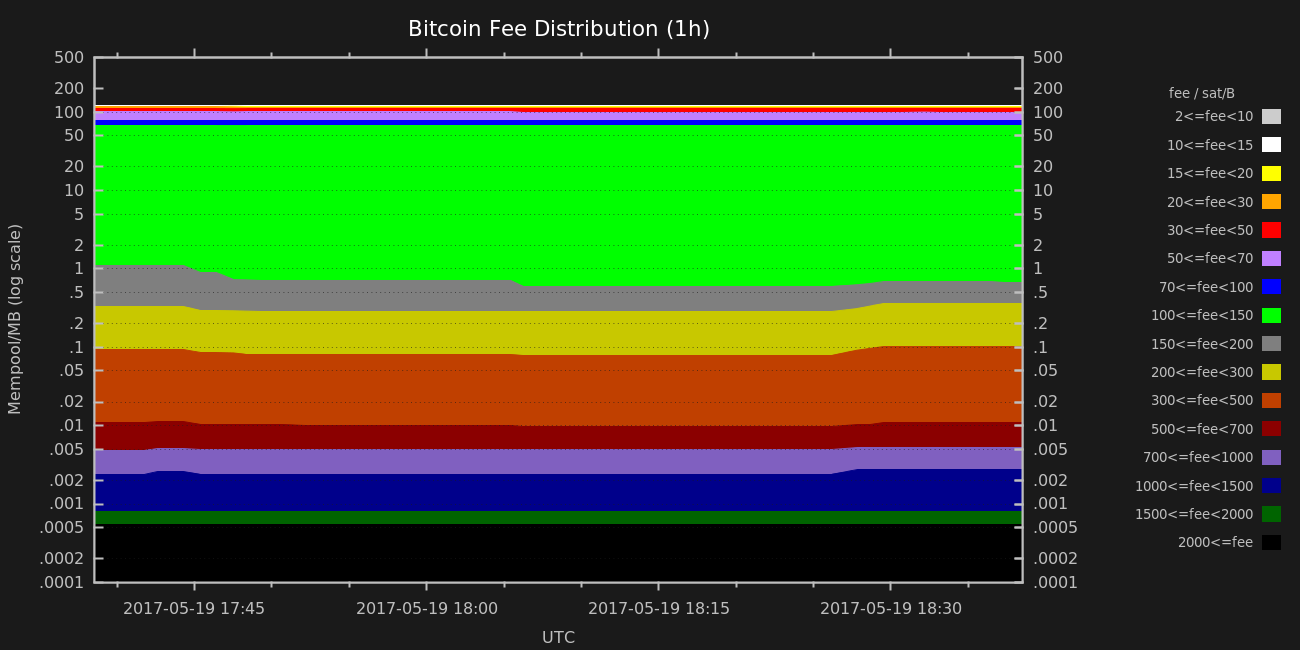 Bitcoin Fee Distribution (1h)
500
200
100
50
20
10
5
2
1
.5
.2
.1
.05
.02
.01
.005
.002
.001
.0005
.0002
.0001
Mempool/MB (log scale)
500
200
100
50
20
10
5
2
1
.5
.2
.1
.05
.02
.01
.005
.002
.001
.0005
.0002
.0001
2017-05-19 17:45 2017-05-19 18:00 2017-05-19 18:15 2017-05-19 18:30
UTC
fee / sat/B
2<=fee<10
10<=fee<15
15<=fee<20
20<=fee<30
30<=fee<50
50<=fee<70
70<=fee<100
100<=fee<150
150<=fee<200
200<=fee<300
300<=fee<500
500<=fee<700
700<=fee<1000
1000<=fee<1500
1500<=fee<2000
2000<=fee